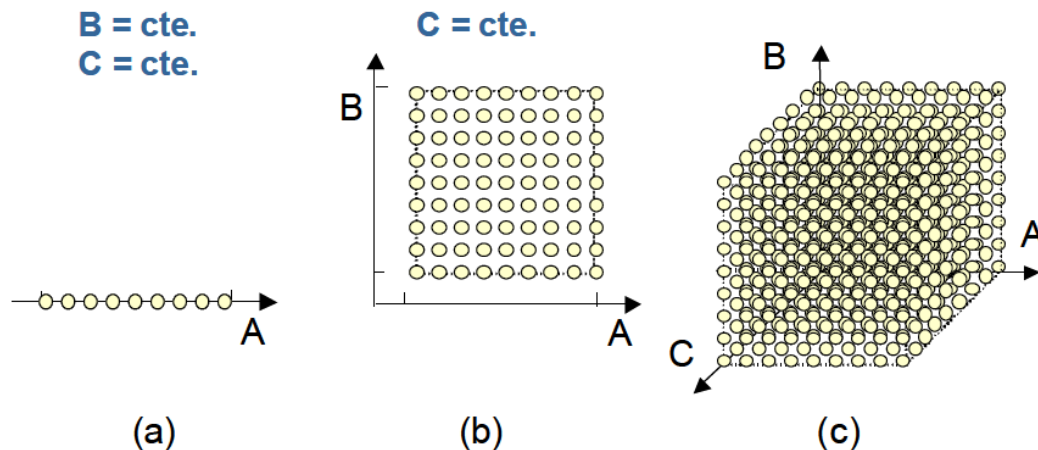 B = cte.
C = cte.
C = cte.
B
A
B
A
B
A
C
(a)
(b)
(c)